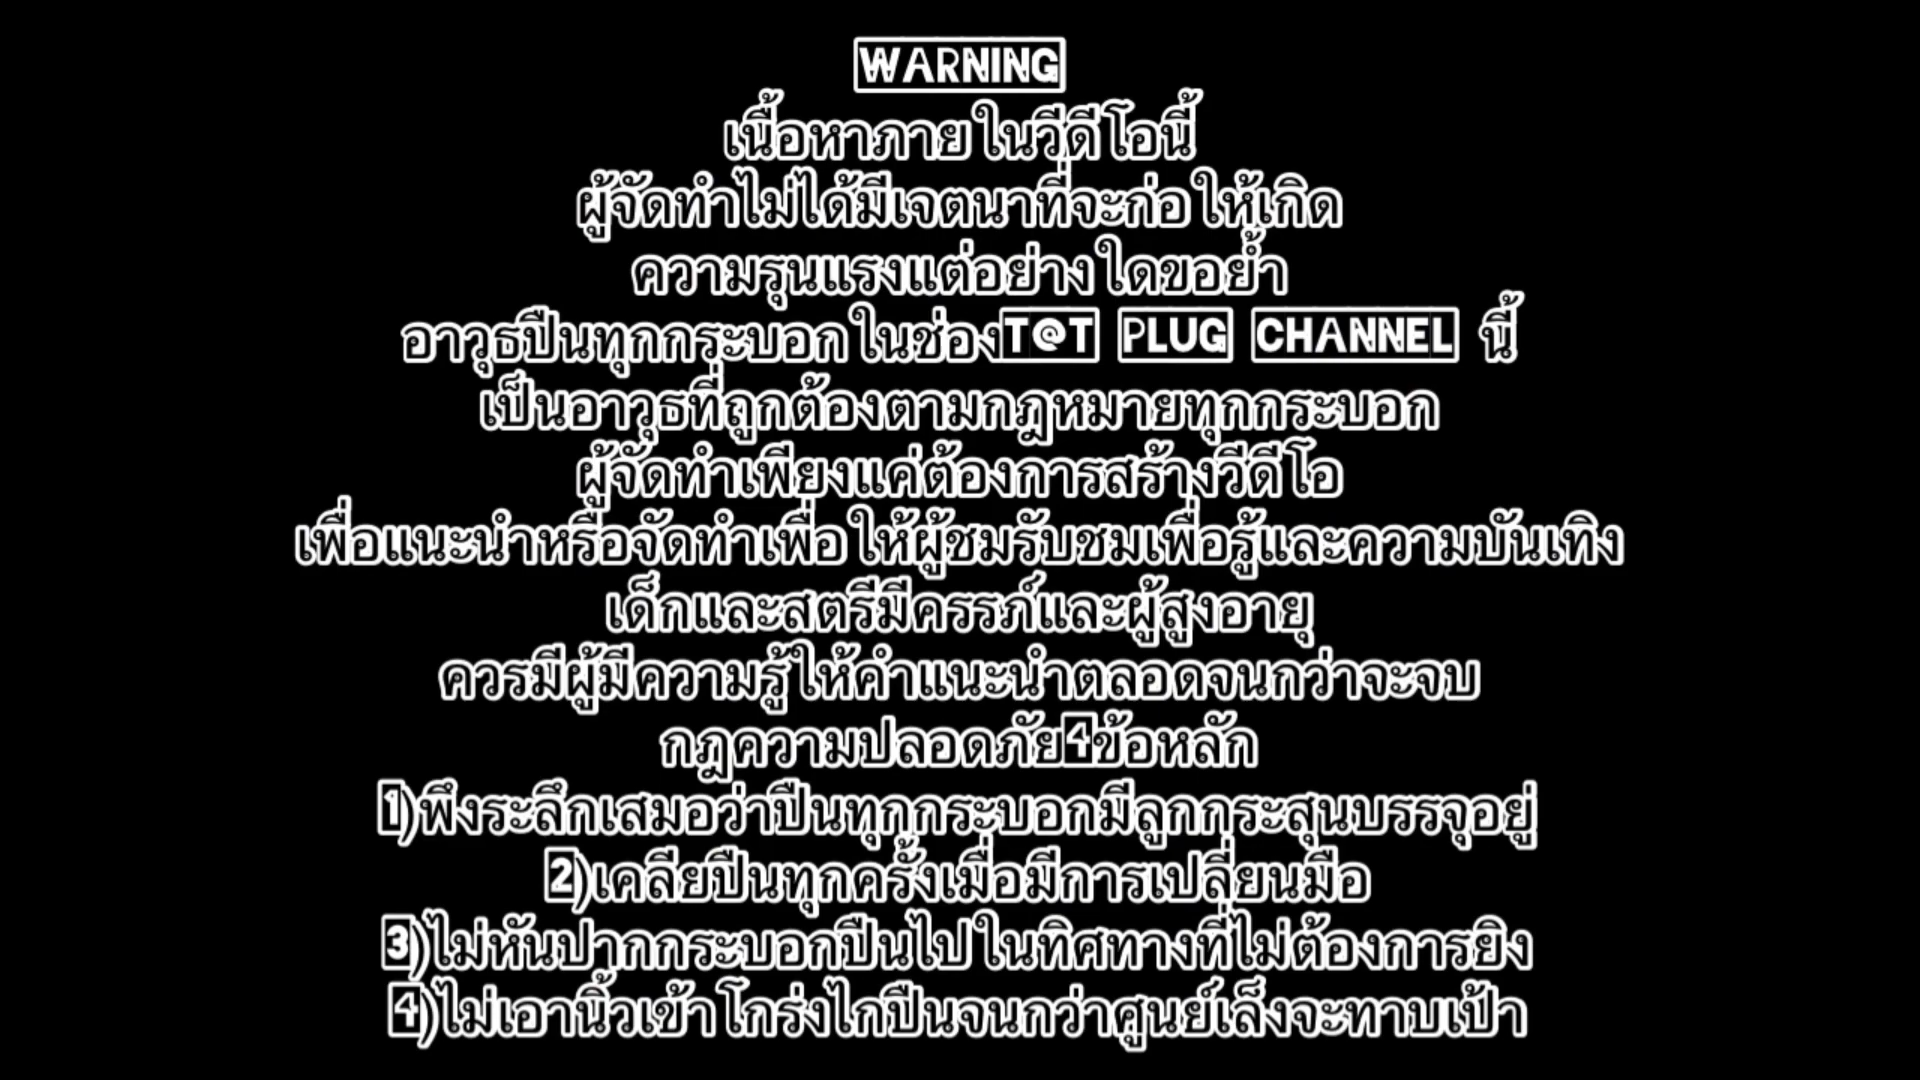 WARNING
เนื้อหาภายในวีดีโอนี้
ผู้จัดทำไม่ได้มีเจตนาที่จะก่อให้เกิด
ความรุนแรงแต่อย่างใดขอย้ำ
อาวุธปืนทุกกระบอกในช่องT@T PLUG CHANNEL นี้
เป็นอาวุธที่ถูกต้องตามกฎหมายทุกกระบอก
ผู้จัดทำเพียงแค่ต้องการสร้างวีดีโอ
เพื่อแนะนำหรือจัดทำเพื่อให้ผู้ชมรับชมเพื่อรู้และความบันเทิง
เด็กและสตรีมีครรภ์และผู้สูงอายุ
ควรมีผู้มีความรู้ให้คำแนะนำตลอดจนกว่าจะจบ
กฎความปลอดภัย4ข้อหลัก
1)พึงระลึกเสมอว่าปืนทุกกระบอกมีลูกกระสุนบรรจุอยู่
2)เคลียปืนทุกครั้งเมื่อมีการเปลี่ยนมือ
3)ไม่หันปากกระบอกปืนไปในทิศทางที่ไม่ต้องการยิง
4)ไม่เอานิ้วเข้าโกร่งไกปืนจนกว่าศูนย์เล็งจะทาบเป้า